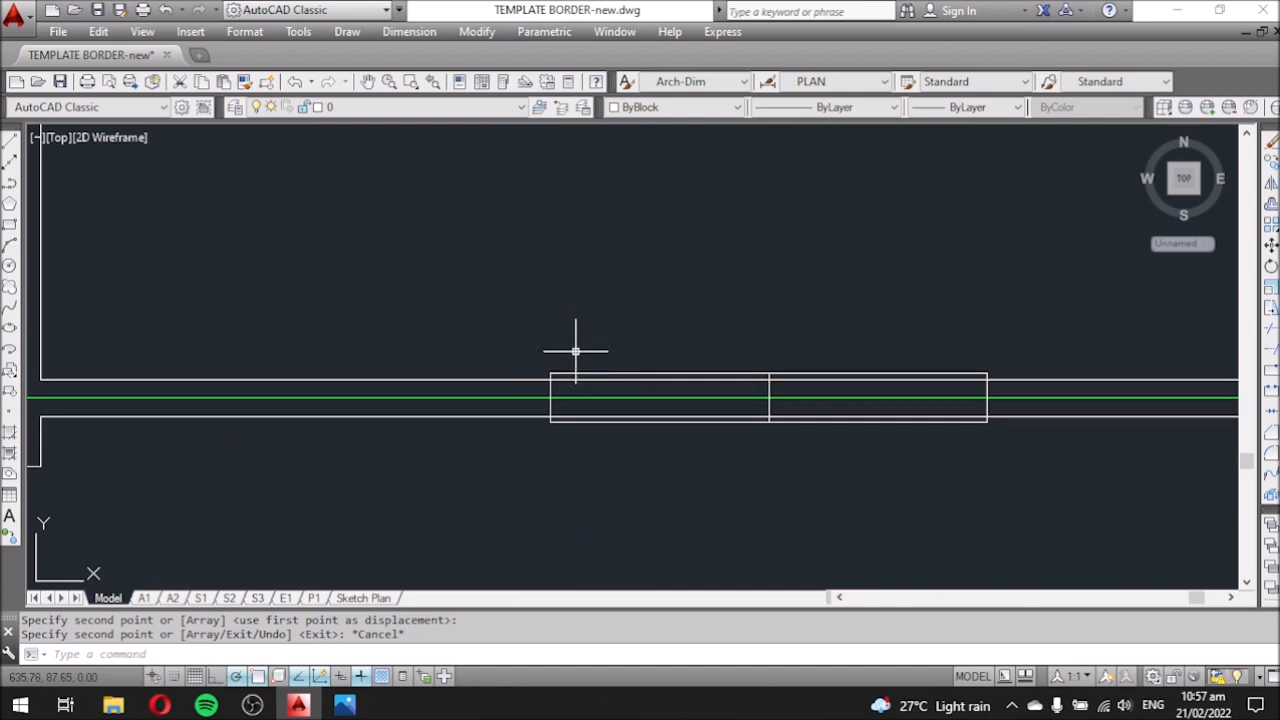 AutoCAD Classic TEMPLATE BORDER-new.dwg Type a keyword or phrase Sign In
File Edit View Insert Format Tools Draw Dimension Modify Parametric Window Help Express
TEMPLATE BORDER-new*
Arch-Dim PLAN Standard Standard
AutoCAD Classic 0 ByBlock ByLayer ByLayer ByColor
[−][Top][2D Wireframe]
N
W TOP E
S
Unnamed
Y
X
Model A1 A2 S1 S2 S3 E1 P1 Sketch Plan
Specify second point or [Array] <use first point as displacement>:
Specify second point or [Array/Exit/Undo] <Exit>: *Cancel*
Type a command
635.76, 87.65, 0.00 MODEL 1:1
27°C Light rain ENG 10:57 am
21/02/2022